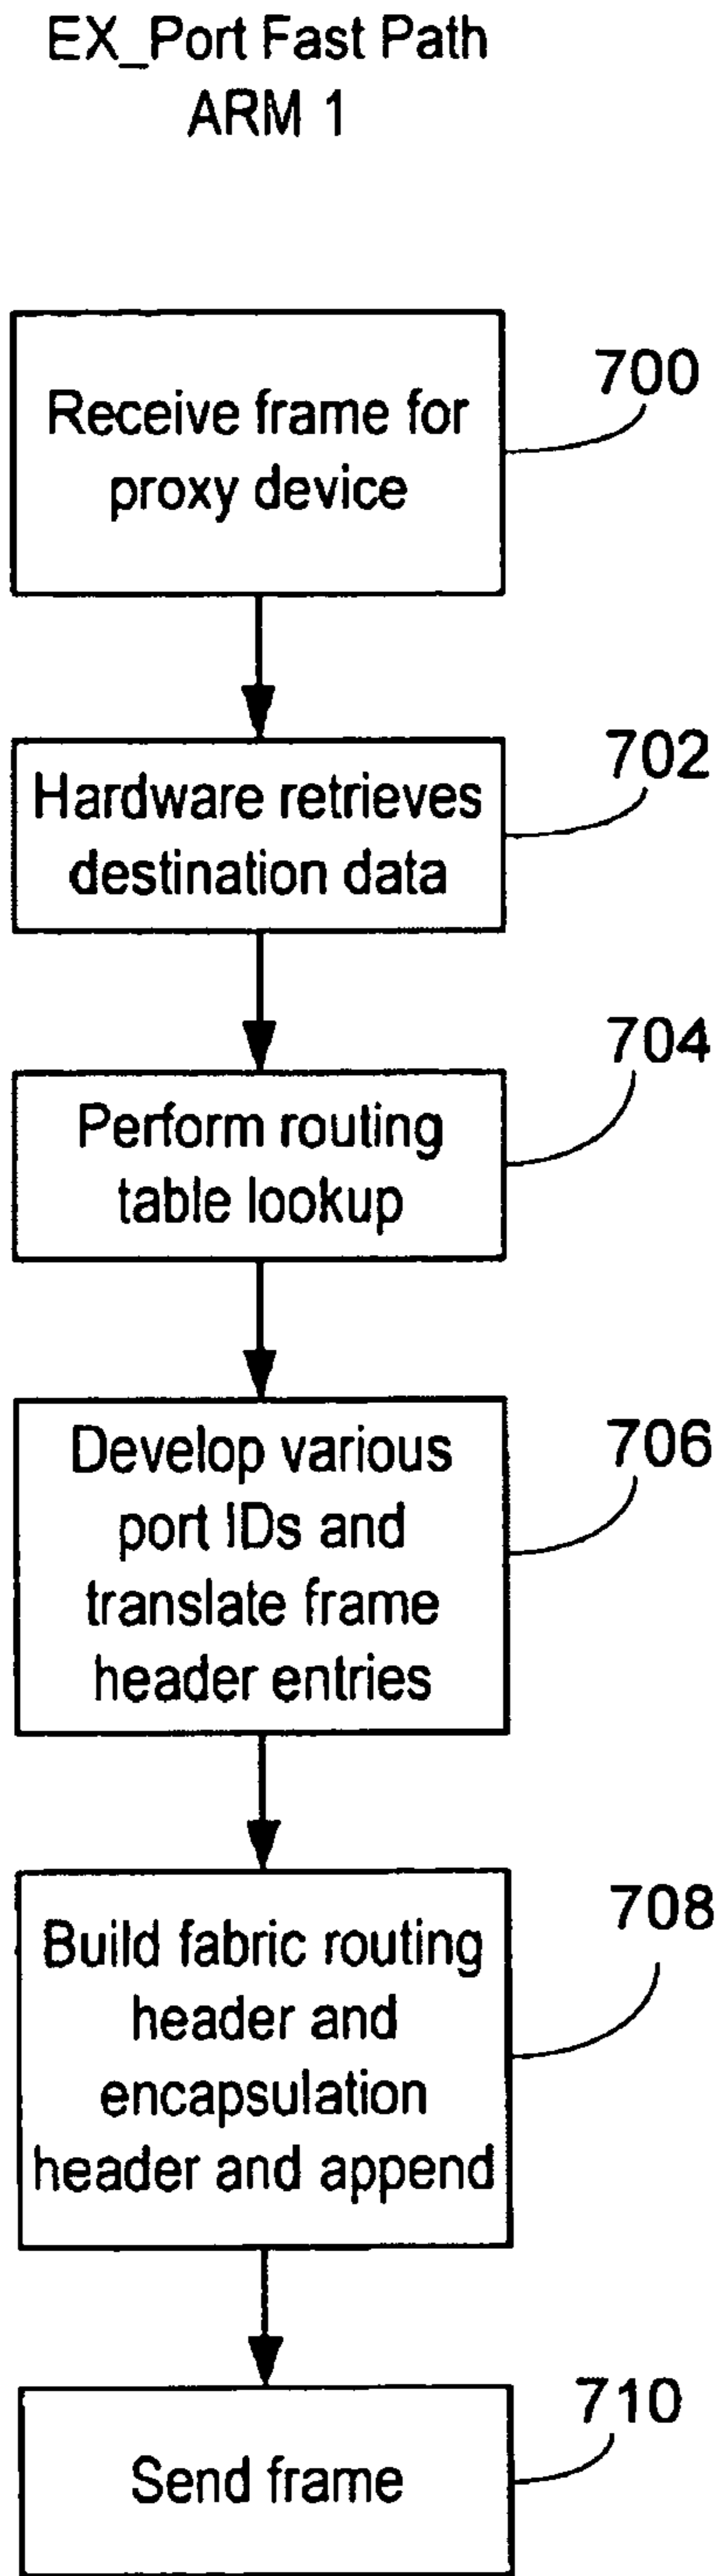 EX_Port Fast Path
ARM 1
Receive frame for
proxy device
700
Hardware retrieves
destination data
702
Perform routing
table lookup
704
Develop various
port IDs and
translate frame
header entries
706
Build fabric routing
header and
encapsulation
header and append
708
Send frame
710